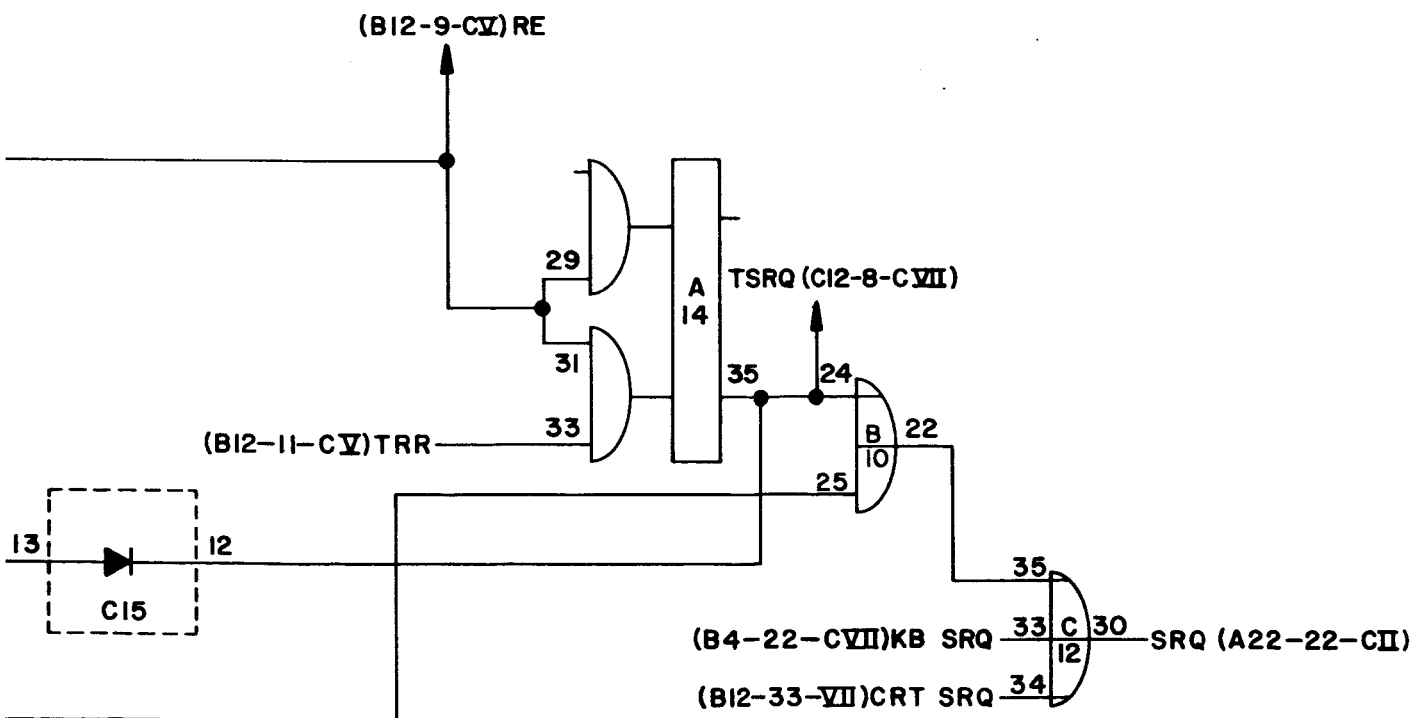 (B12-9-CⅤ)RE
29
A
14
TSRQ (C12-8-CⅦ)
31
35
24
33
(B12-11-CⅤ)TRR
B
10
22
25
13
12
C15
35
(B4-22-CⅦ)KB SRQ
33
C
12
30
SRQ (A22-22-CⅡ)
(B12-33-Ⅶ)CRT SRQ
34